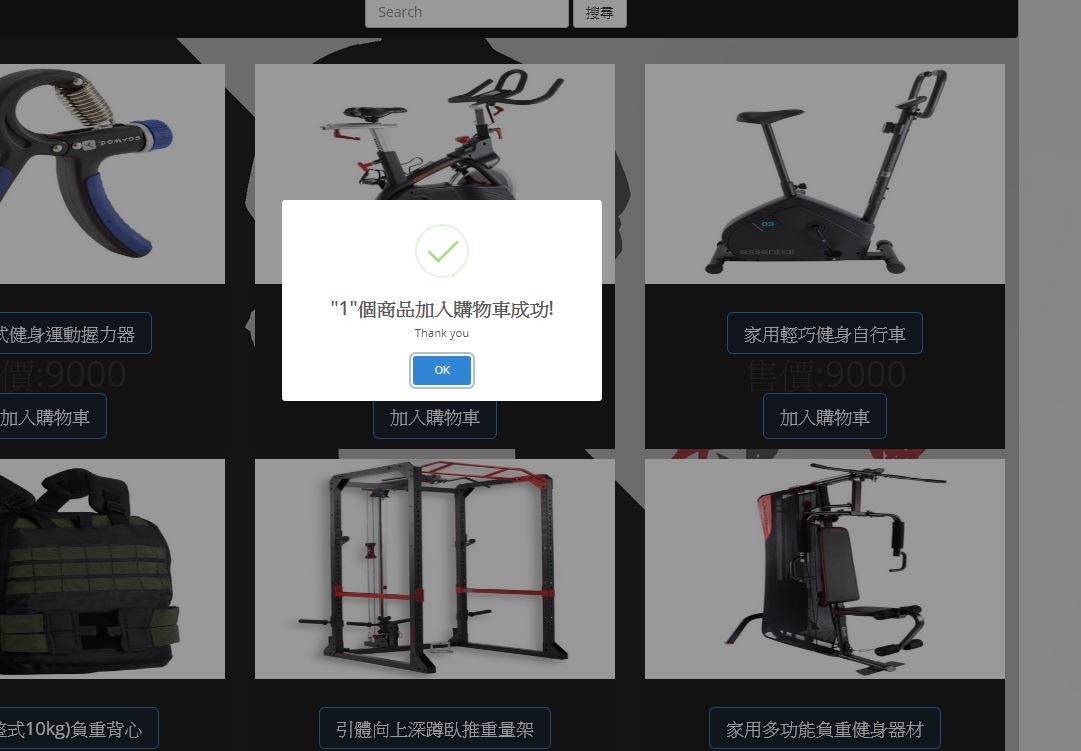 Search 搜尋
DOMYOS
03
essential
"1"個商品加入購物車成功!
Thank you
OK
式健身運動握力器 家用輕巧健身自行車
價:9000 售價:9000
加入購物車 加入購物車 加入購物車
整式10kg)負重背心 引體向上深蹲臥推重量架 家用多功能負重健身器材